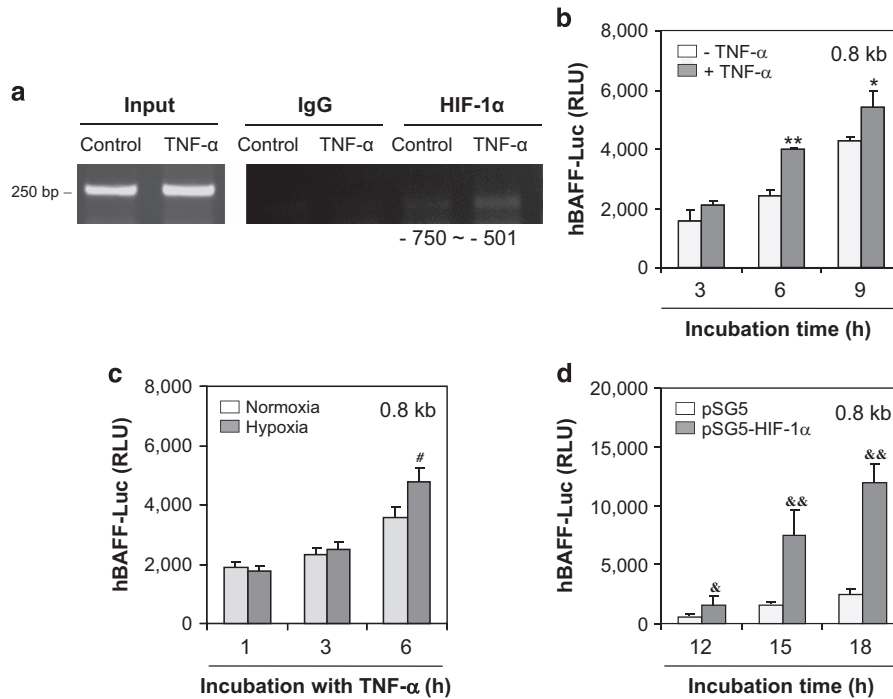 a
Input IgG HIF-1α
Control TNF-α Control TNF-α Control TNF-α
250 bp –
- 750 ~ - 501
b
hBAFF-Luc (RLU)
8,000
6,000
4,000
2,000
0
- TNF-α
+ TNF-α
0.8 kb
**
*
3 6 9
Incubation time (h)
c
hBAFF-Luc (RLU)
8,000
6,000
4,000
2,000
0
Normoxia
Hypoxia
0.8 kb
#
1 3 6
Incubation with TNF-α (h)
d
hBAFF-Luc (RLU)
20,000
15,000
10,000
5,000
0
pSG5
pSG5-HIF-1α
0.8 kb
&
&&
&&
12 15 18
Incubation time (h)